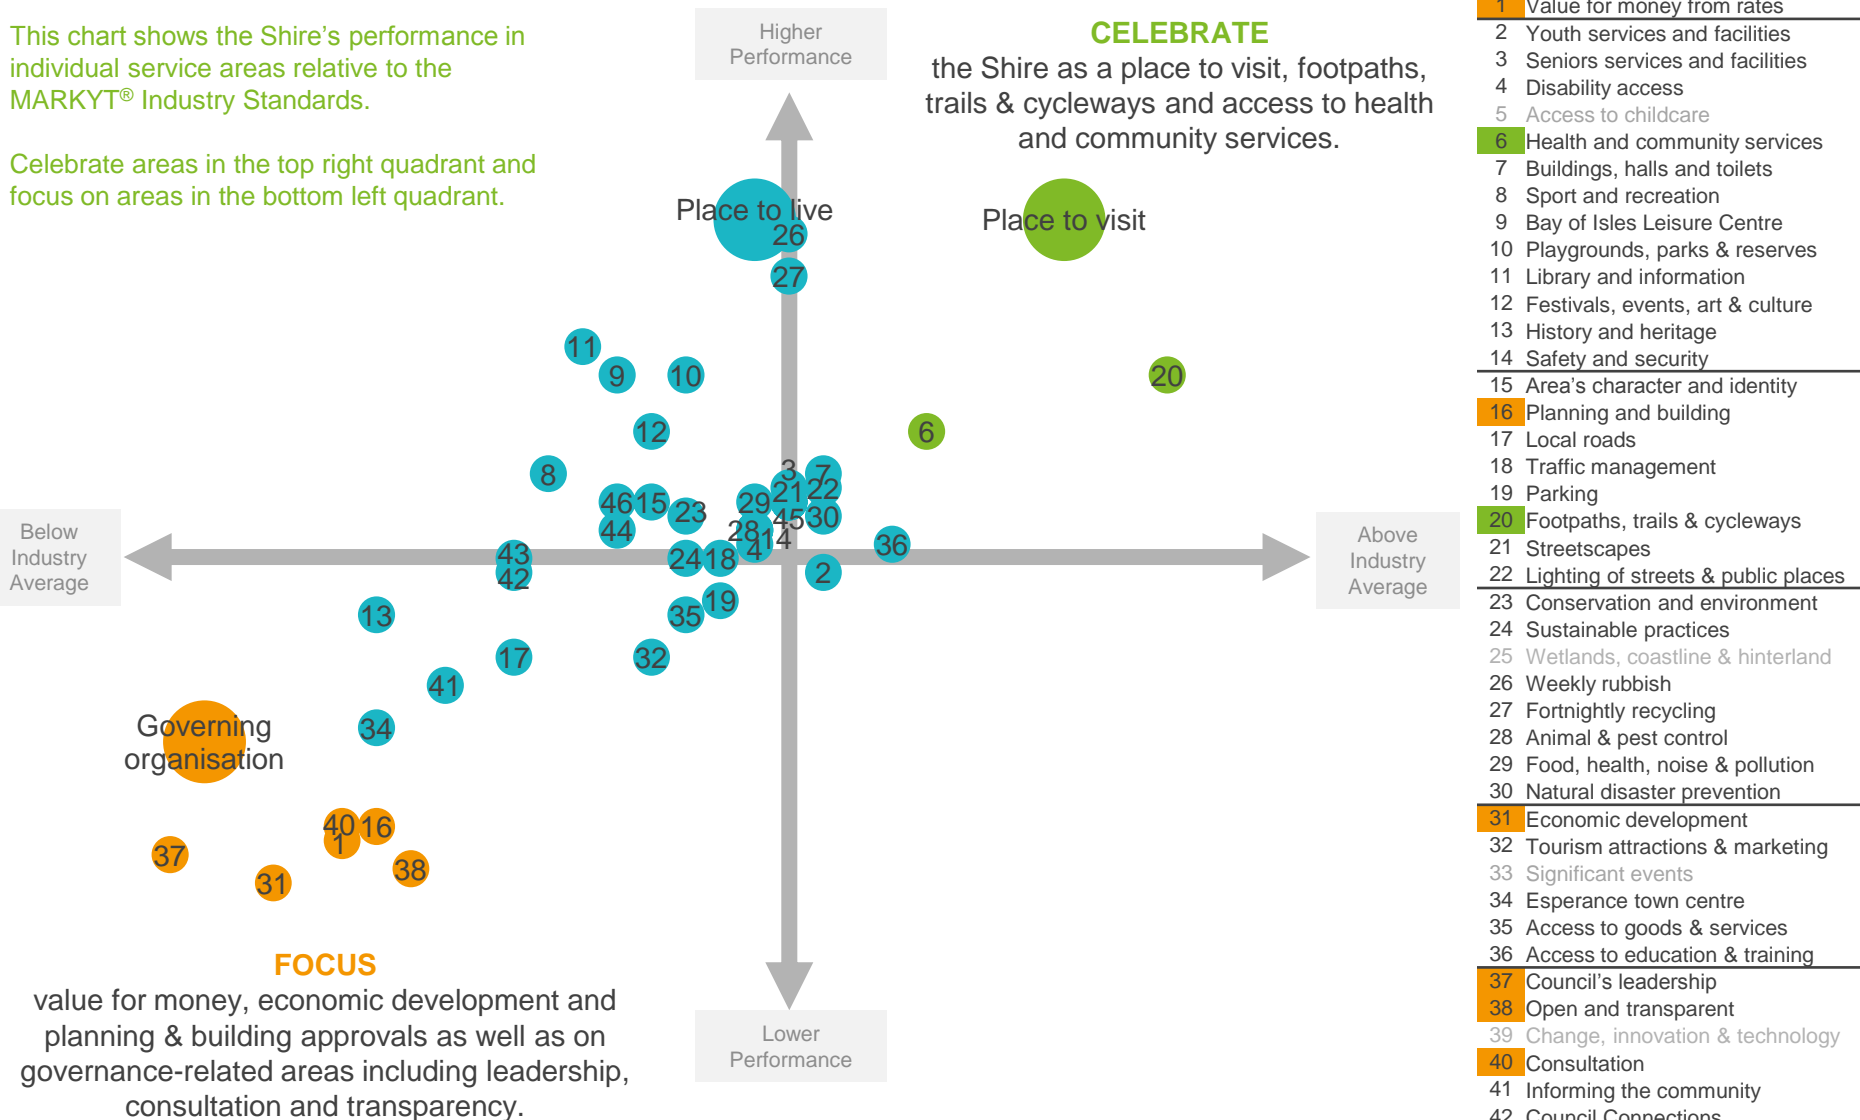 This chart shows the Shire’s performance in
individual service areas relative to the
MARKYT® Industry Standards.
Celebrate areas in the top right quadrant and
focus on areas in the bottom left quadrant.
Higher
Performance
CELEBRATE
the Shire as a place to visit, footpaths,
trails & cycleways and access to health
and community services.
Place to live
Place to visit
26
27
11
9
10
20
12
6
8
3
7
46
15
23
29
21
22
44
28
45
30
14
36
43
24
18
4
42
2
13
35
19
17
32
41
34
Below
Industry
Average
Above
Industry
Average
Governing
organisation
40
16
1
37
31
38
FOCUS
value for money, economic development and
planning & building approvals as well as on
governance-related areas including leadership,
consultation and transparency.
Lower
Performance
1 Value for money from rates
2 Youth services and facilities
3 Seniors services and facilities
4 Disability access
5 Access to childcare
6 Health and community services
7 Buildings, halls and toilets
8 Sport and recreation
9 Bay of Isles Leisure Centre
10 Playgrounds, parks & reserves
11 Library and information
12 Festivals, events, art & culture
13 History and heritage
14 Safety and security
15 Area’s character and identity
16 Planning and building
17 Local roads
18 Traffic management
19 Parking
20 Footpaths, trails & cycleways
21 Streetscapes
22 Lighting of streets & public places
23 Conservation and environment
24 Sustainable practices
25 Wetlands, coastline & hinterland
26 Weekly rubbish
27 Fortnightly recycling
28 Animal & pest control
29 Food, health, noise & pollution
30 Natural disaster prevention
31 Economic development
32 Tourism attractions & marketing
33 Significant events
34 Esperance town centre
35 Access to goods & services
36 Access to education & training
37 Council’s leadership
38 Open and transparent
39 Change, innovation & technology
40 Consultation
41 Informing the community
42 Council Connections